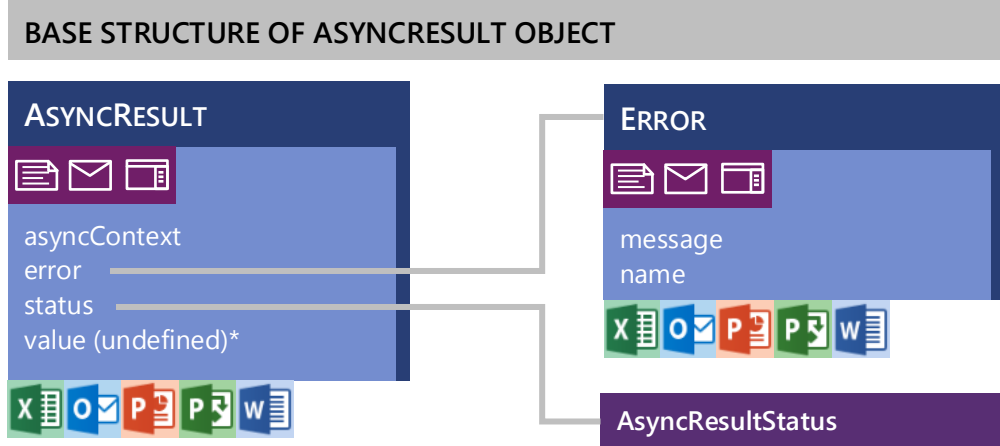 BASE STRUCTURE OF ASYNCRESULT OBJECT
ASYNCRESULT
asyncContext
error
status
value (undefined)*
X O P P W
ERROR
message
name
X O P P W
AsyncResultStatus